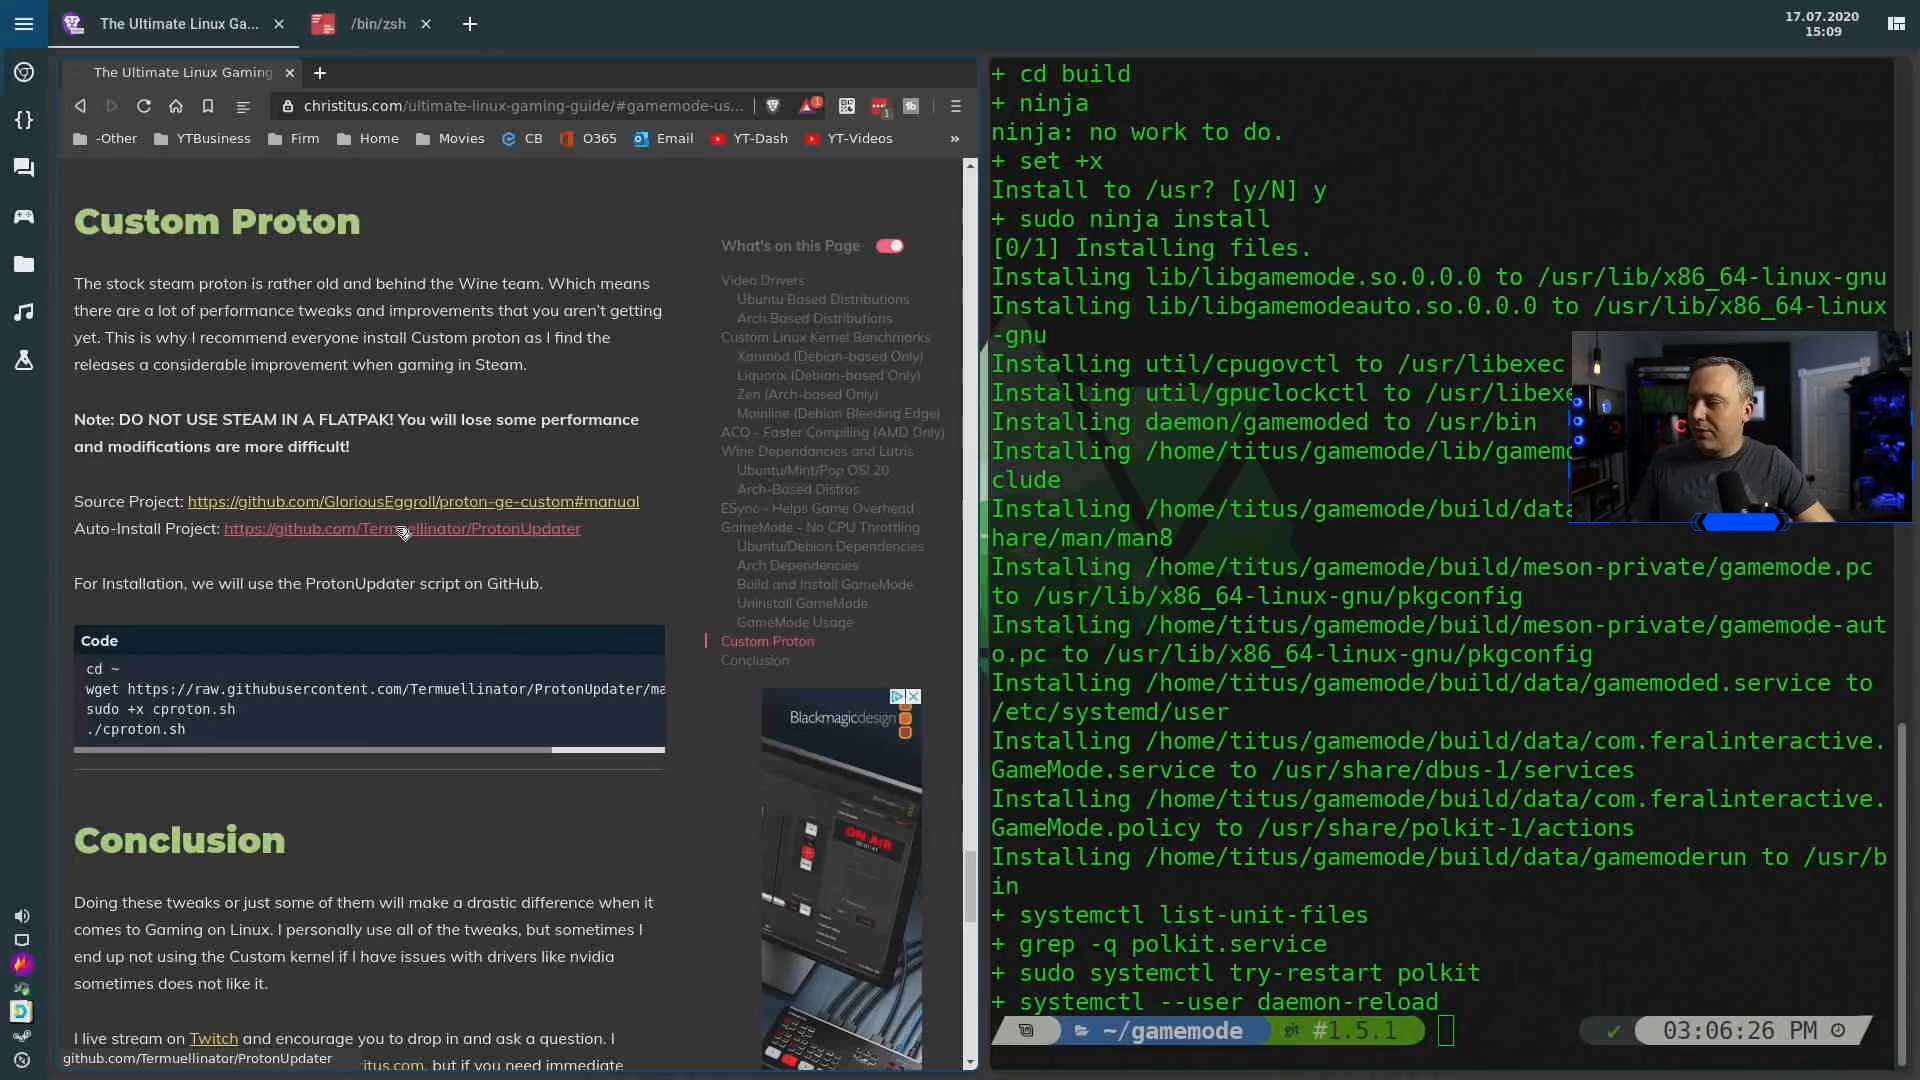 The Ultimate Linux Ga...
/bin/zsh
17.07.2020
15:09
The Ultimate Linux Gaming
christitus.com/ultimate-linux-gaming-guide/#gamemode-us...
1
1
-Other
YTBusiness
Firm
Home
Movies
CB
O365
Email
YT-Dash
YT-Videos
»
Custom Proton
The stock steam proton is rather old and behind the Wine team. Which means
there are a lot of performance tweaks and improvements that you aren't getting
yet. This is why I recommend everyone install Custom proton as I find the
releases a considerable improvement when gaming in Steam.
Note: DO NOT USE STEAM IN A FLATPAK! You will lose some performance
and modifications are more difficult!
Source Project: https://github.com/GloriousEggroll/proton-ge-custom#manual
Auto-Install Project: https://github.com/Termuellinator/ProtonUpdater
For Installation, we will use the ProtonUpdater script on GitHub.
Code
cd ~
wget https://raw.githubusercontent.com/Termuellinator/ProtonUpdater/ma
sudo +x cproton.sh
./cproton.sh
Conclusion
Doing these tweaks or just some of them will make a drastic difference when it
comes to Gaming on Linux. I personally use all of the tweaks, but sometimes I
end up not using the Custom kernel if I have issues with drivers like nvidia
sometimes does not like it.
I live stream on Twitch and encourage you to drop in and ask a question. I
itus.com, but if you need immediate
github.com/Termuellinator/ProtonUpdater
What's on this Page
Video Drivers
Ubuntu Based Distributions
Arch Based Distributions
Custom Linux Kernel Benchmarks
Xanmod (Debian-based Only)
Liquorix (Debian-based Only)
Zen (Arch-based Only)
Mainline (Debian Bleeding Edge)
ACO - Faster Compiling (AMD Only)
Wine Dependancies and Lutris
Ubuntu/Mint/Pop OS! 20
Arch-Based Distros
ESync - Helps Game Overhead
GameMode - No CPU Throttling
Ubuntu/Debian Dependencies
Arch Dependencies
Build and Install GameMode
Uninstall GameMode
GameMode Usage
Custom Proton
Conclusion
Blackmagicdesign
ON AIR
+ cd build
+ ninja
ninja: no work to do.
+ set +x
Install to /usr? [y/N] y
+ sudo ninja install
[0/1] Installing files.
Installing lib/libgamemode.so.0.0.0 to /usr/lib/x86_64-linux-gnu
Installing lib/libgamemodeauto.so.0.0.0 to /usr/lib/x86_64-linux
-gnu
Installing util/cpugovctl to /usr/libexec
Installing util/gpuclockctl to /usr/libexe
Installing daemon/gamemoded to /usr/bin
Installing /home/titus/gamemode/lib/gamem
clude
Installing /home/titus/gamemode/build/data
hare/man/man8
Installing /home/titus/gamemode/build/meson-private/gamemode.pc
to /usr/lib/x86_64-linux-gnu/pkgconfig
Installing /home/titus/gamemode/build/meson-private/gamemode-aut
o.pc to /usr/lib/x86_64-linux-gnu/pkgconfig
Installing /home/titus/gamemode/build/data/gamemoded.service to
/etc/systemd/user
Installing /home/titus/gamemode/build/data/com.feralinteractive.
GameMode.service to /usr/share/dbus-1/services
Installing /home/titus/gamemode/build/data/com.feralinteractive.
GameMode.policy to /usr/share/polkit-1/actions
Installing /home/titus/gamemode/build/data/gamemoderun to /usr/b
in
+ systemctl list-unit-files
+ grep -q polkit.service
+ sudo systemctl try-restart polkit
+ systemctl --user daemon-reload
~/gamemode
git #1.5.1
✔ 03:06:26 PM